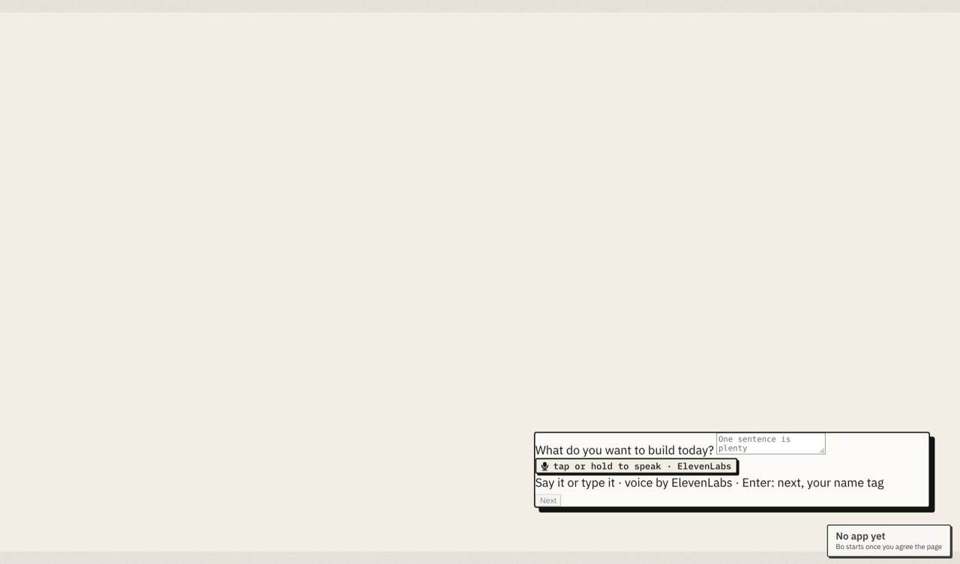 One sentence is
plenty
What do you want to build today?
tap or hold to speak · ElevenLabs
Say it or type it · voice by ElevenLabs · Enter: next, your name tag
Next
No app yet
Bo starts once you agree the page